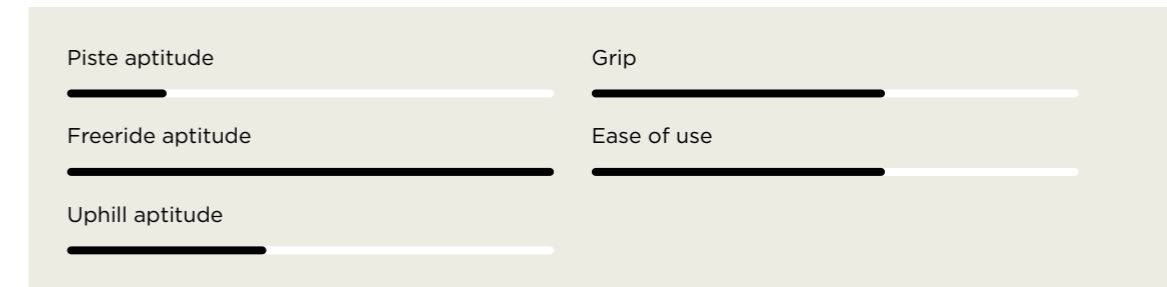 Piste aptitude
Grip
Freeride aptitude
Ease of use
Uphill aptitude